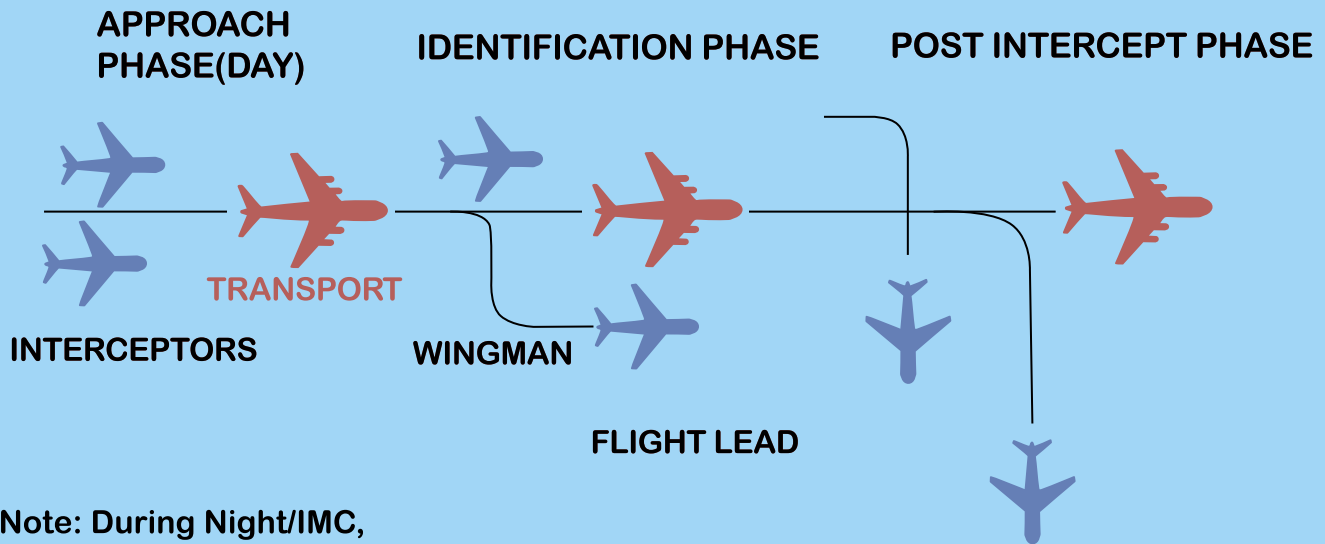 APPROACH
PHASE(DAY)
IDENTIFICATION PHASE
POST INTERCEPT PHASE
TRANSPORT
INTERCEPTORS
WINGMAN
FLIGHT LEAD
Note: During Night/IMC,